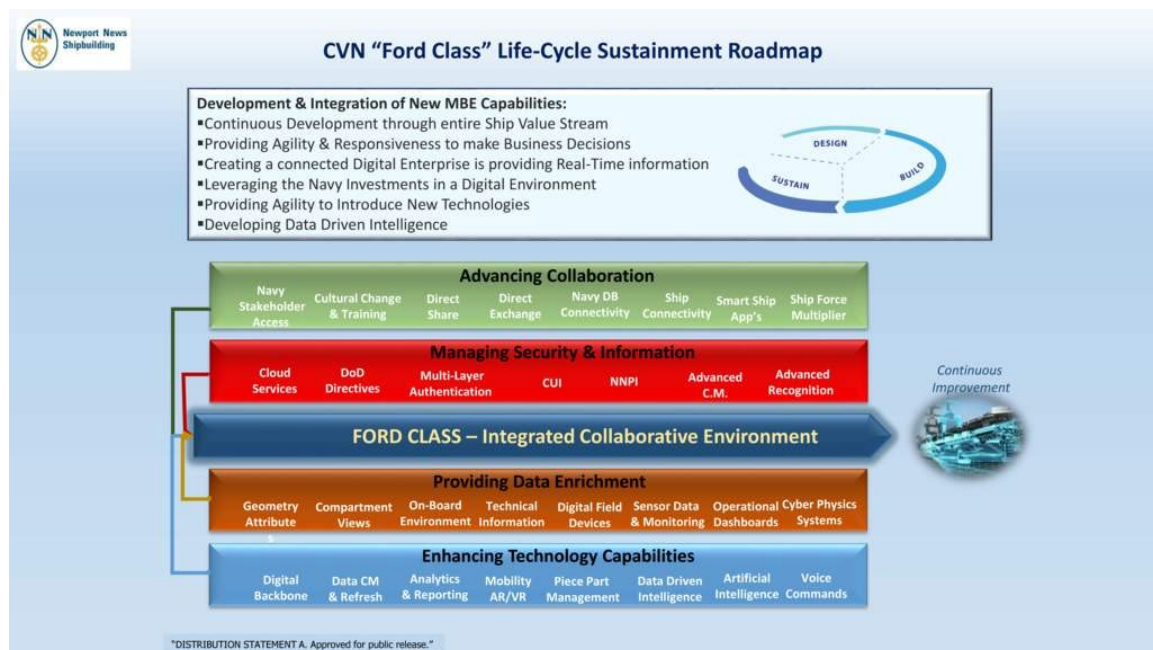 Newport News
Shipbuilding
CVN “Ford Class” Life-Cycle Sustainment Roadmap
Development & Integration of New MBE Capabilities:
▪Continuous Development through entire Ship Value Stream
▪Providing Agility & Responsiveness to make Business Decisions
▪Creating a connected Digital Enterprise is providing Real-Time information
▪Leveraging the Navy Investments in a Digital Environment
▪Providing Agility to Introduce New Technologies
▪Developing Data Driven Intelligence
DESIGN
BUILD
SUSTAIN
Advancing Collaboration
Navy
Stakeholder
Access
Cultural Change
& Training
Direct
Share
Direct
Exchange
Navy DB
Connectivity
Ship
Connectivity
Smart Ship
App's
Ship Force
Multiplier
Managing Security & Information
Cloud
Services
DoD
Directives
Multi-Layer
Authentication
CUI
NNPI
Advanced
C.M.
Advanced
Recognition
Continuous
Improvement
FORD CLASS – Integrated Collaborative Environment
Providing Data Enrichment
Geometry
Attribute
s
Compartment
Views
On-Board
Environment
Technical
Information
Digital Field
Devices
Sensor Data
& Monitoring
Operational
Dashboards
Cyber Physics
Systems
Enhancing Technology Capabilities
Digital
Backbone
Data CM
& Refresh
Analytics
& Reporting
Mobility
AR/VR
Piece Part
Management
Data Driven
Intelligence
Artificial
Intelligence
Voice
Commands
"DISTRIBUTION STATEMENT A. Approved for public release."